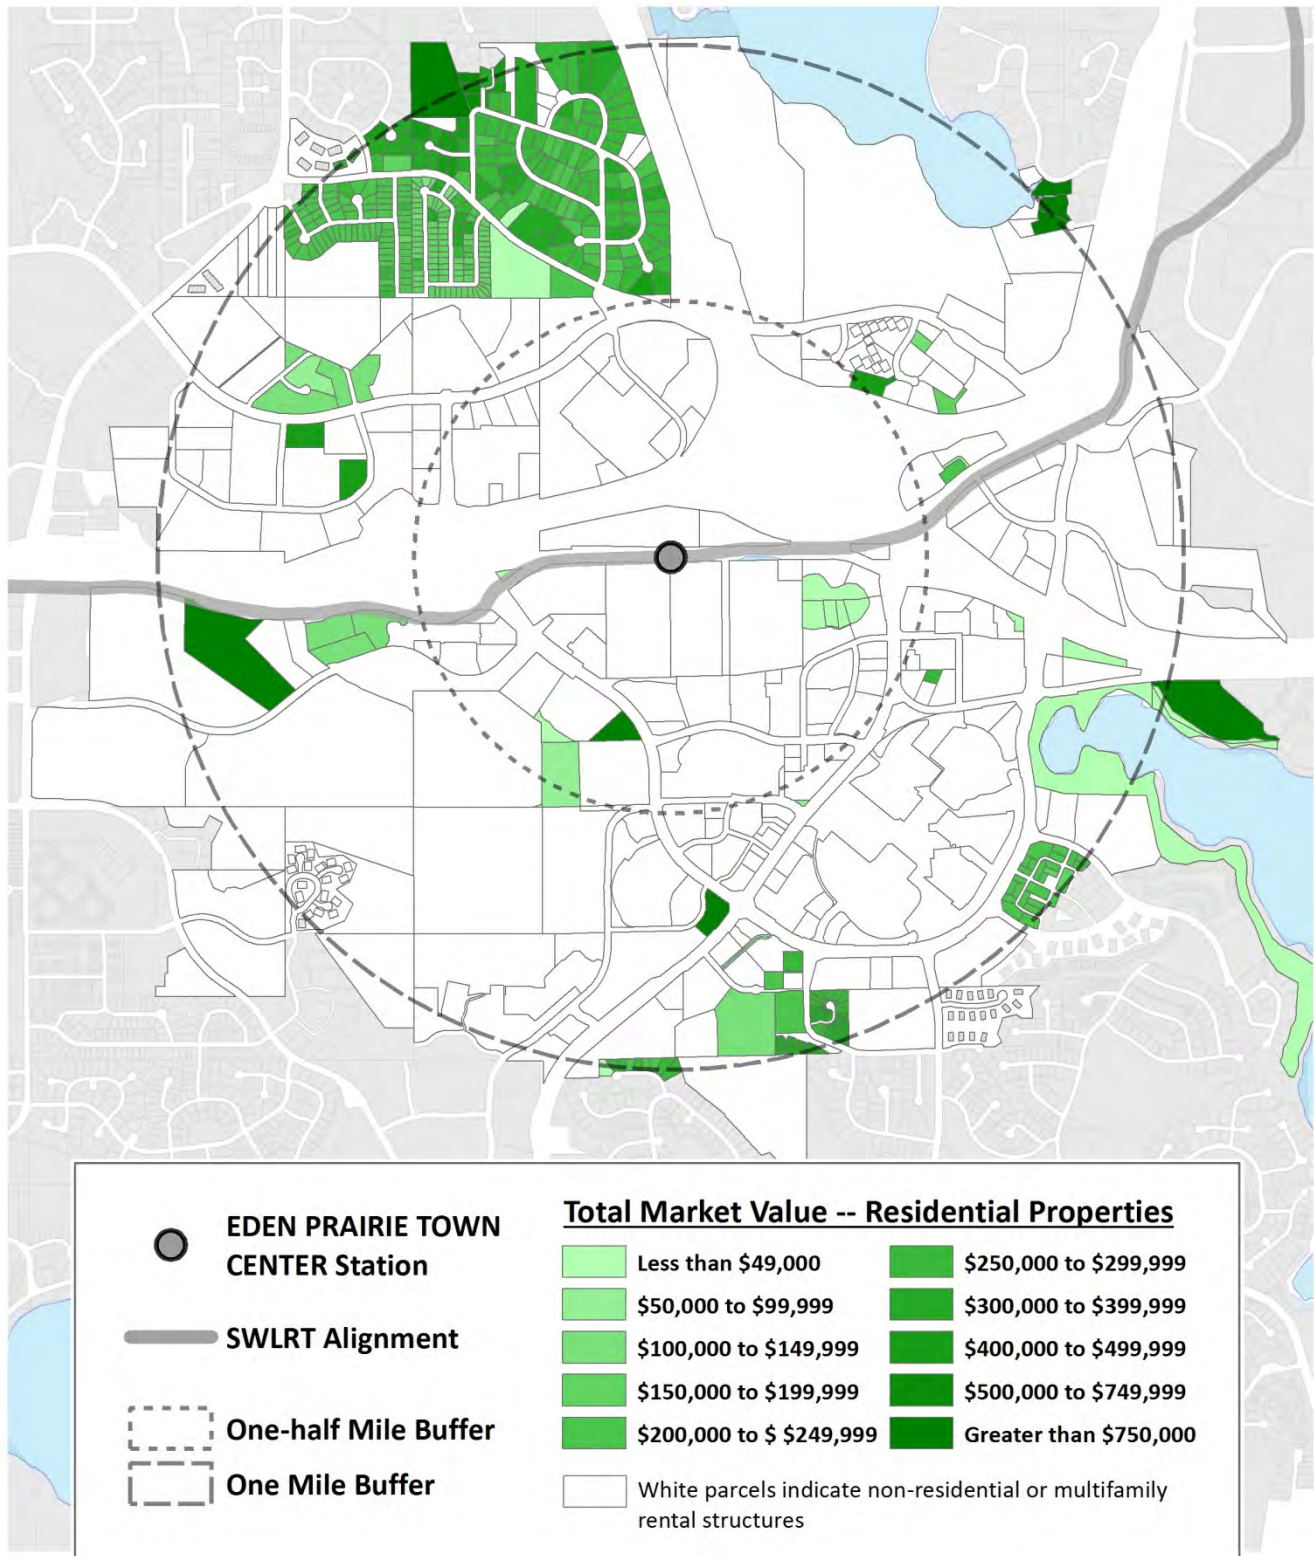 EDEN PRAIRIE TOWN
CENTER Station
SWLRT Alignment
One-half Mile Buffer
One Mile Buffer
Total Market Value -- Residential Properties
Less than $49,000
$50,000 to $99,999
$100,000 to $149,999
$150,000 to $199,999
$200,000 to $ $249,999
$250,000 to $299,999
$300,000 to $399,999
$400,000 to $499,999
$500,000 to $749,999
Greater than $750,000
White parcels indicate non-residential or multifamily
rental structures